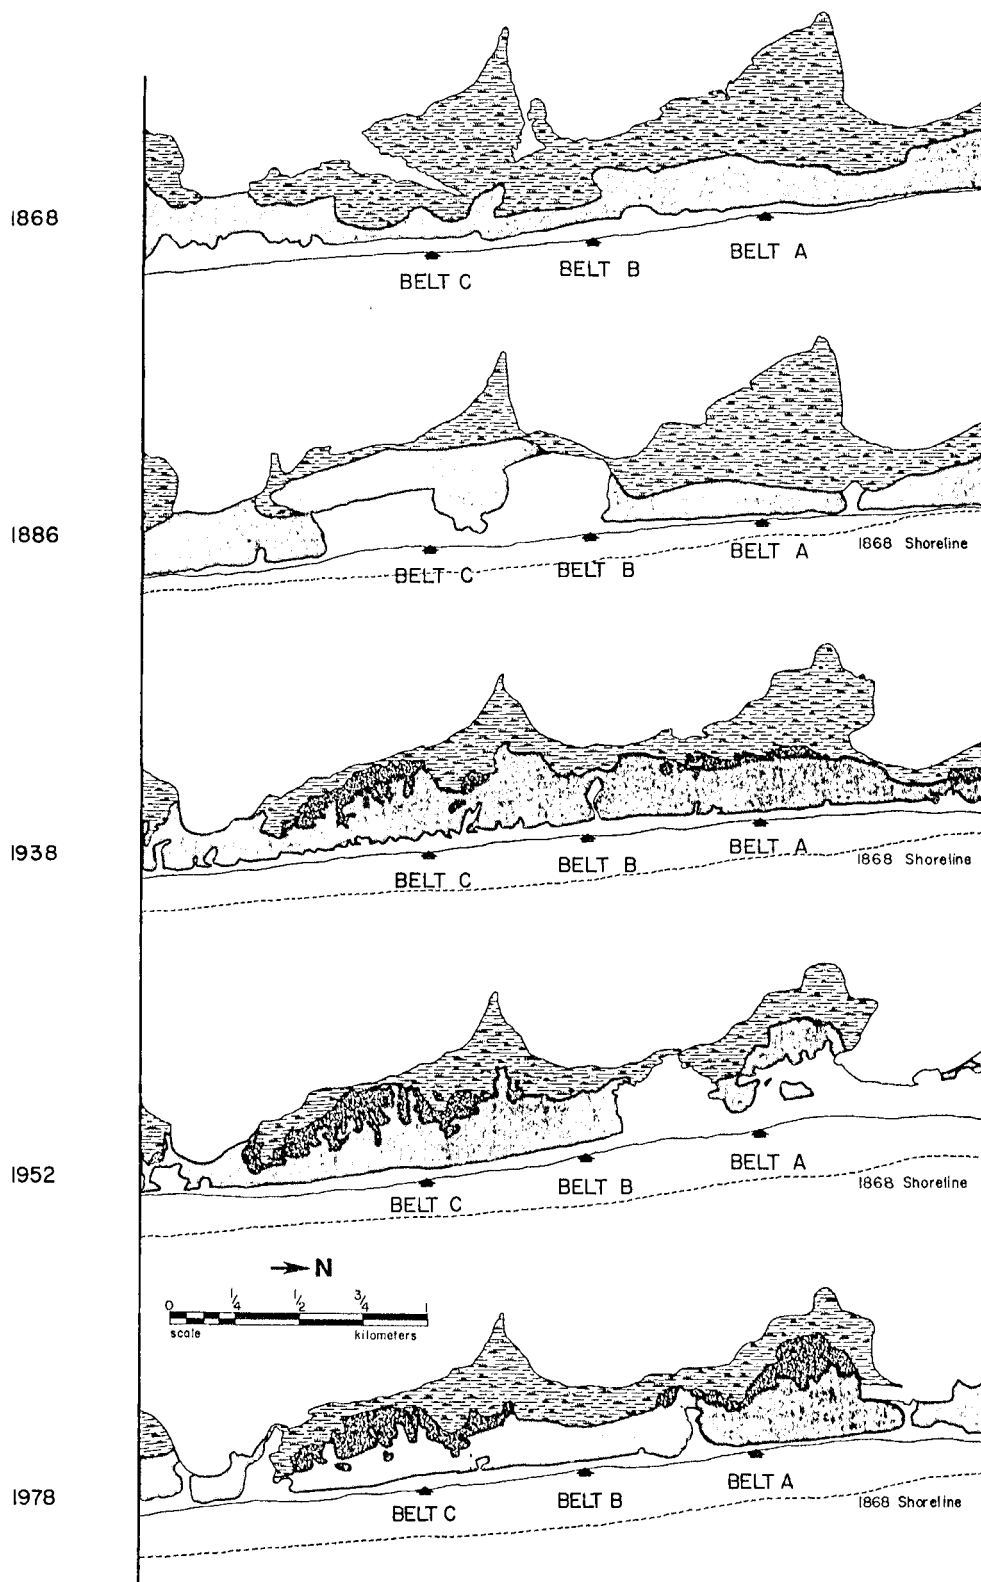 1868
BELT C
BELT B
BELT A
1886
BELT C
BELT B
BELT A
1868 Shoreline
1938
BELT C
BELT B
BELT A
1868 Shoreline
1952
BELT C
BELT B
BELT A
1868 Shoreline
→ N
0 1/4 1/2 3/4 1
scale kilometers
1978
BELT C
BELT B
BELT A
1868 Shoreline